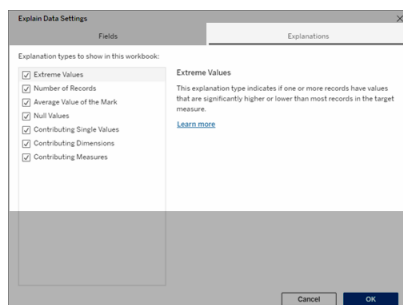 Explain Data Settings
Fields
Explanations
Explanation types to show in this workbook:
Extreme Values
Number of Records
Average Value of the Mark
Null Values
Contributing Single Values
Contributing Dimensions
Contributing Measures
Extreme Values
This explanation type indicates if one or more records have values
that are significantly higher or lower than most records in the target
measure.
Learn more
Cancel
OK